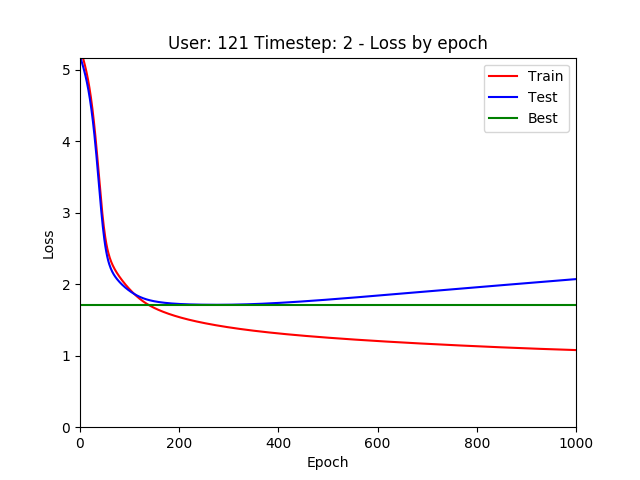 User: 121 Timestep: 2 - Loss by epoch
Train
Test
Best
Loss
5
4
3
2
1
0
0 200 400 600 800 1000
Epoch